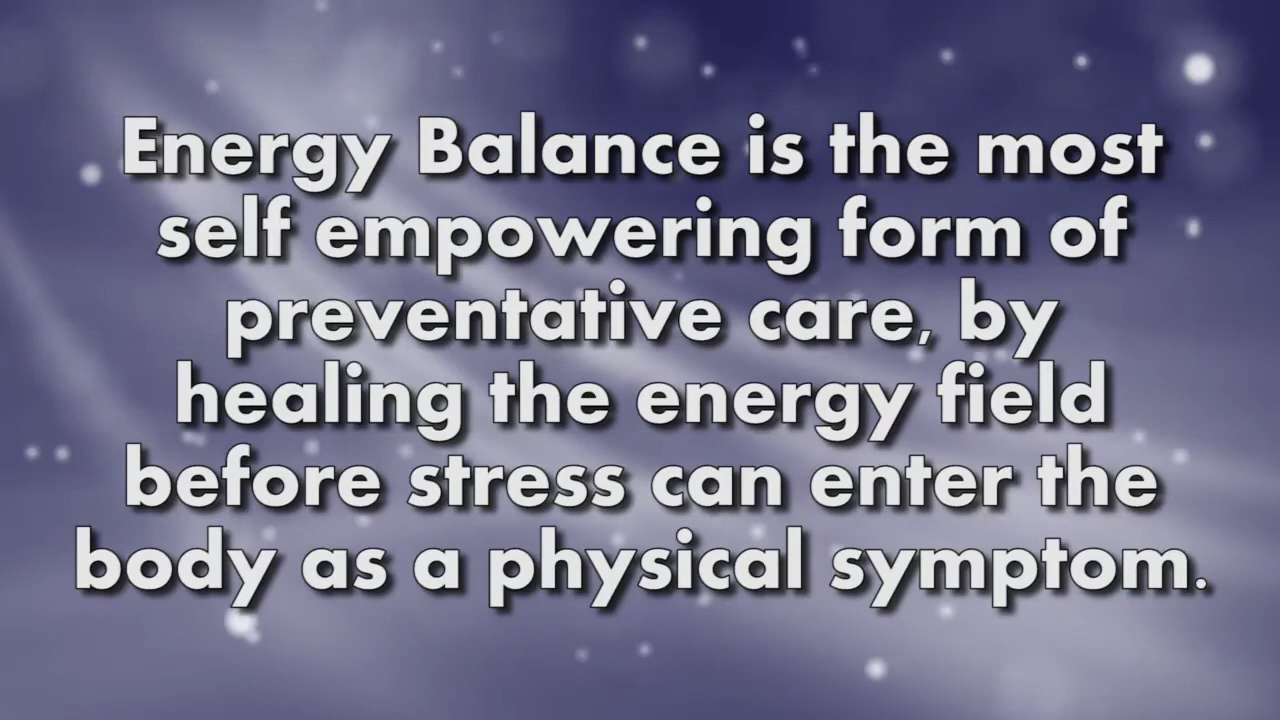 Energy Balance is the most
self empowering form of
preventative care, by
healing the energy field
before stress can enter the
body as a physical symptom.